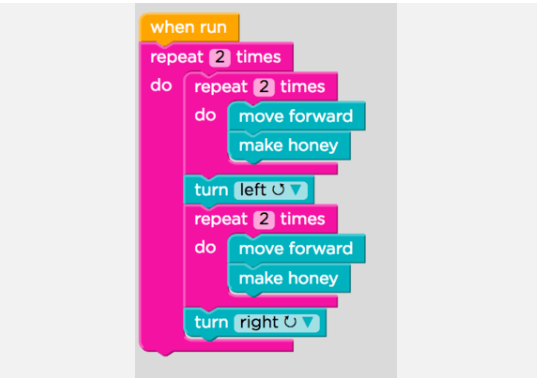 when run
repeat 2 times
do repeat 2 times
do move forward
make honey
turn left ↺ ▼
repeat 2 times
do move forward
make honey
turn right ↻ ▼